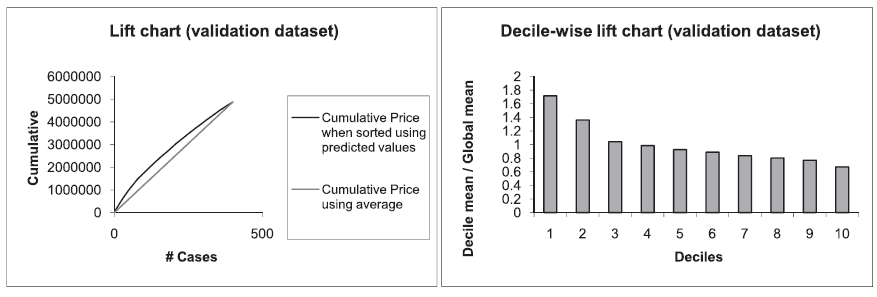 Lift chart (validation dataset)
Cumulative
6000000
5000000
4000000
3000000
2000000
1000000
0
0
500
# Cases
Cumulative Price
when sorted using
predicted values
Cumulative Price
using average
Decile-wise lift chart (validation dataset)
Decile mean / Global mean
2
1.8
1.6
1.4
1.2
1
0.8
0.6
0.4
0.2
0
1 2 3 4 5 6 7 8 9 10
Deciles